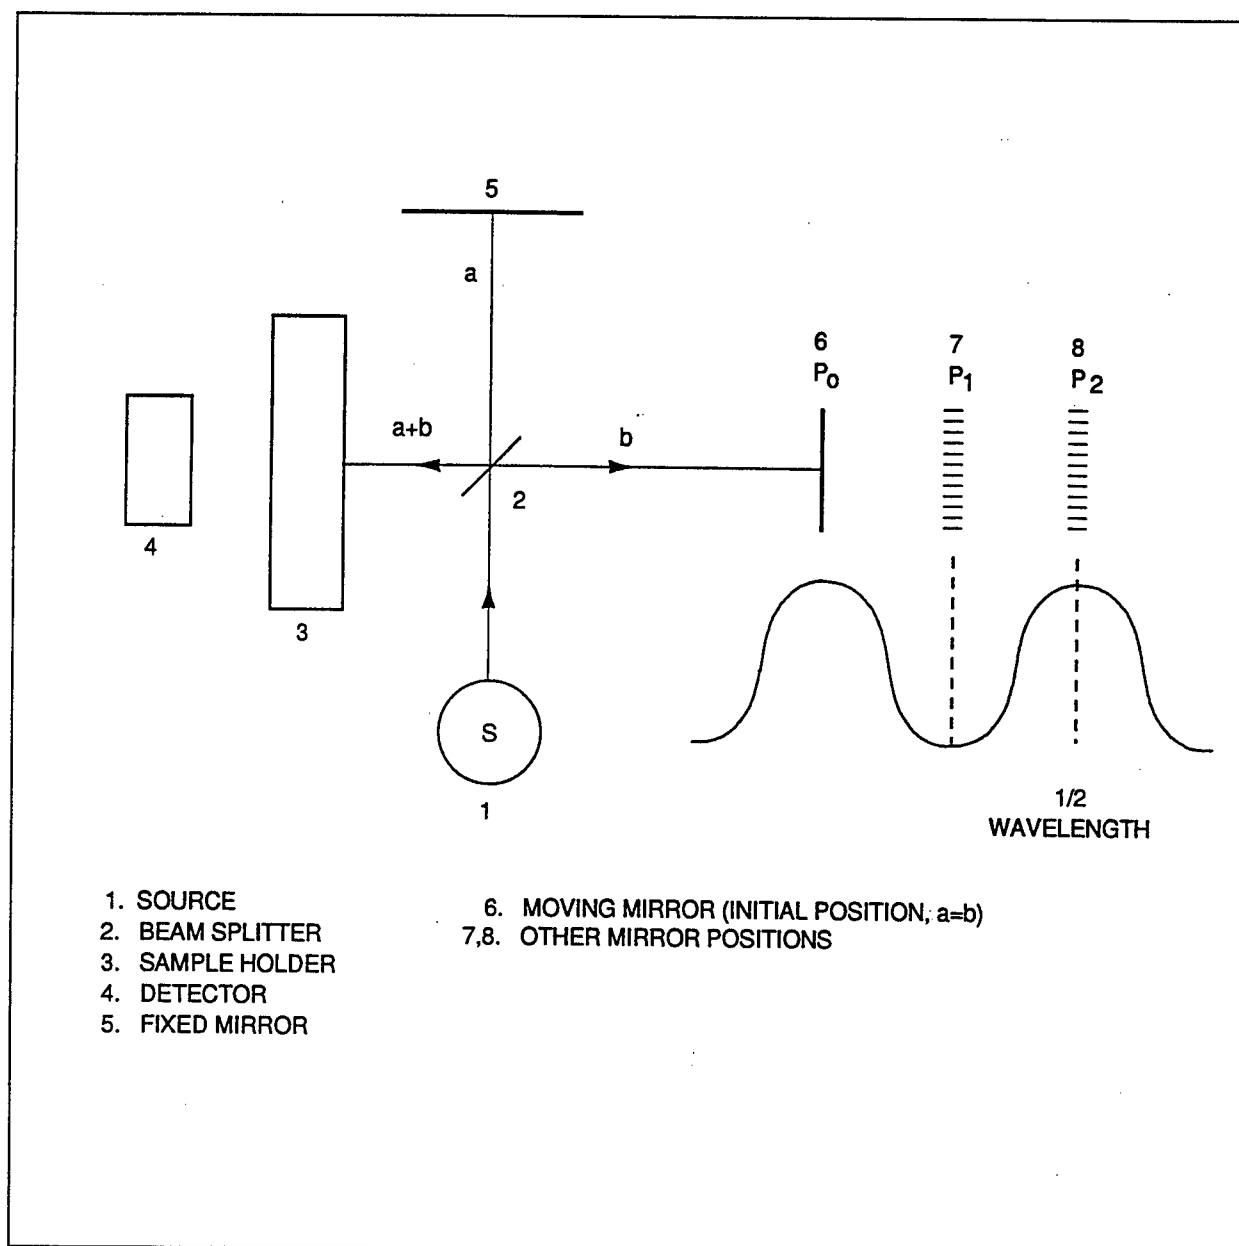 5
a
6
P0
7
P1
8
P2
a+b
b
2
4
3
S
1
1/2
WAVELENGTH
1. SOURCE
2. BEAM SPLITTER
3. SAMPLE HOLDER
4. DETECTOR
5. FIXED MIRROR
6. MOVING MIRROR (INITIAL POSITION, a=b)
7,8. OTHER MIRROR POSITIONS